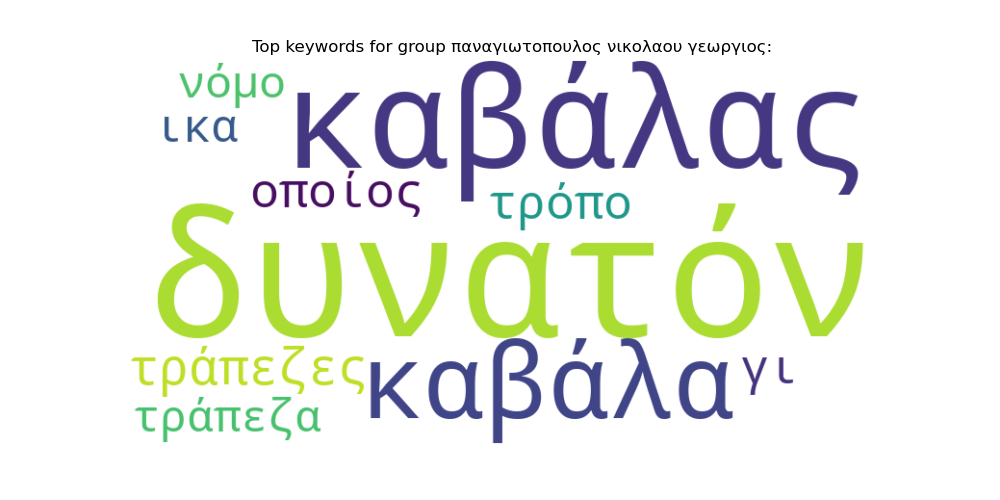 Top keywords for group παναγιωτοπουλος νικολαου γεωργιος:
νόμο
καβάλας
ικα
οποίος
τρόπο
δυνατόν
τράπεζες
καβάλα
γι
τράπεζα